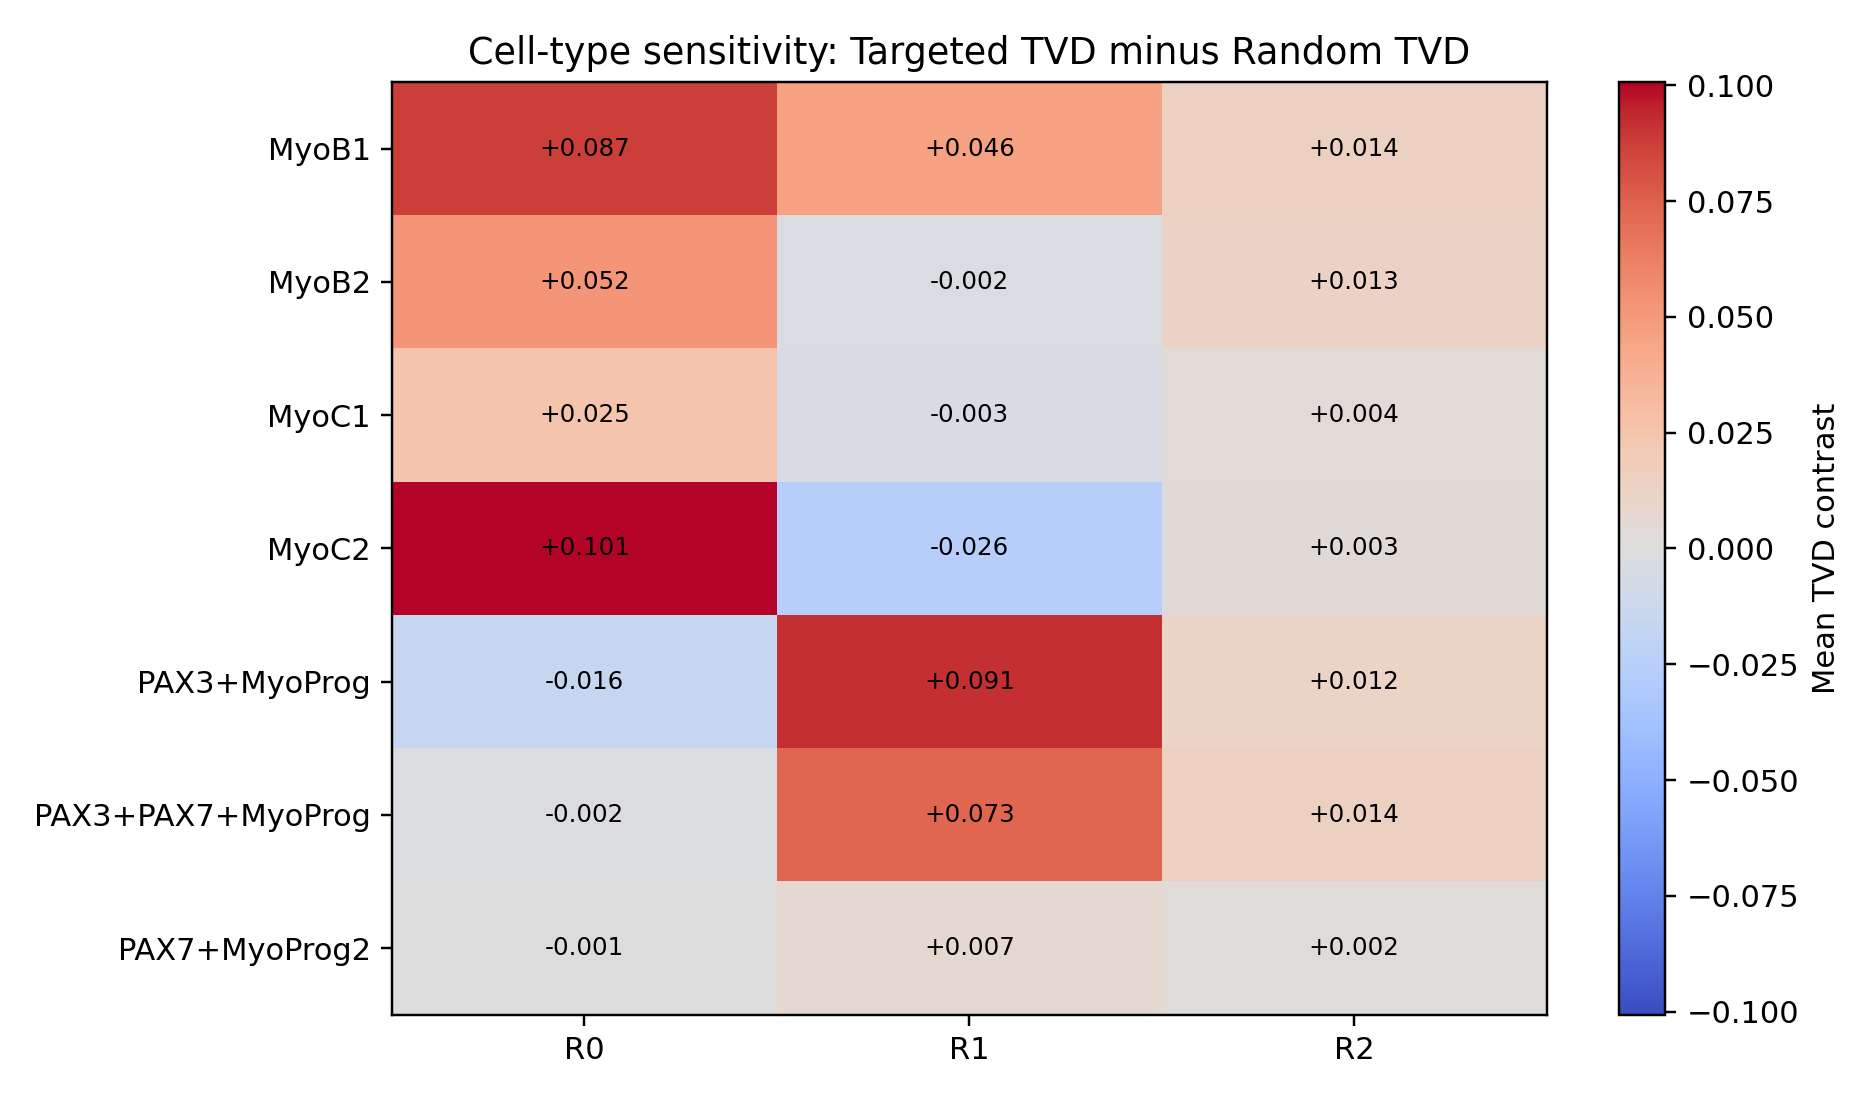 Cell-type sensitivity: Targeted TVD minus Random TVD
MyoB1 +0.087 +0.046 +0.014
MyoB2 +0.052 -0.002 +0.013
MyoC1 +0.025 -0.003 +0.004
MyoC2 +0.101 -0.026 +0.003
PAX3+MyoProg -0.016 +0.091 +0.012
PAX3+PAX7+MyoProg -0.002 +0.073 +0.014
PAX7+MyoProg2 -0.001 +0.007 +0.002
R0 R1 R2
0.100
0.075
0.050
0.025
0.000
−0.025
−0.050
−0.075
−0.100
Mean TVD contrast